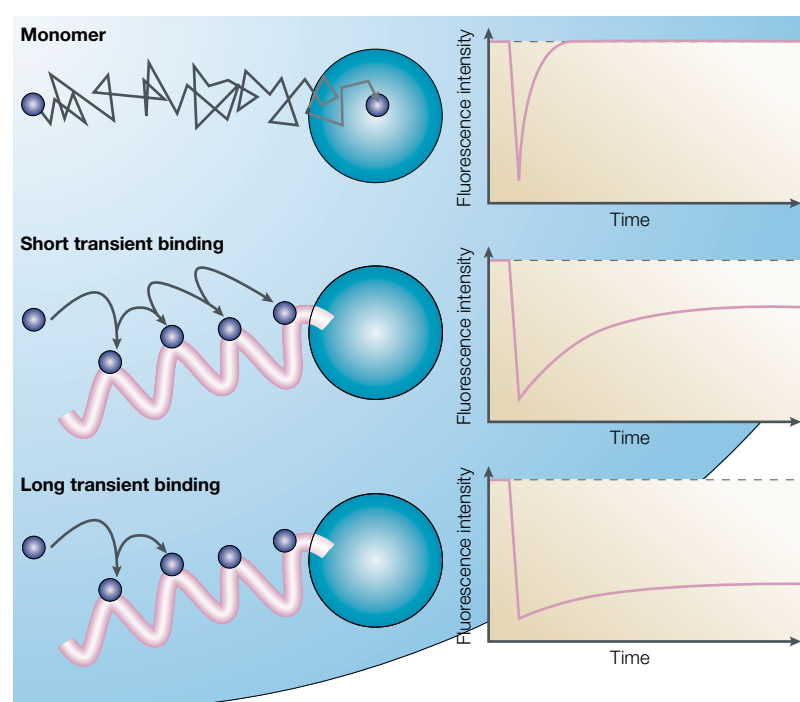 Monomer
Fluorescence intensity
Time
Short transient binding
Fluorescence intensity
Time
Long transient binding
Fluorescence intensity
Time